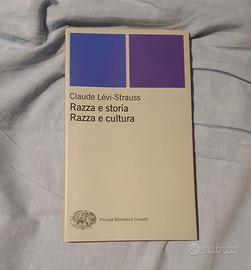 Claude Lévi-Strauss
Razza e storia
Razza e cultura
Piccola Biblioteca Einaudi
subito